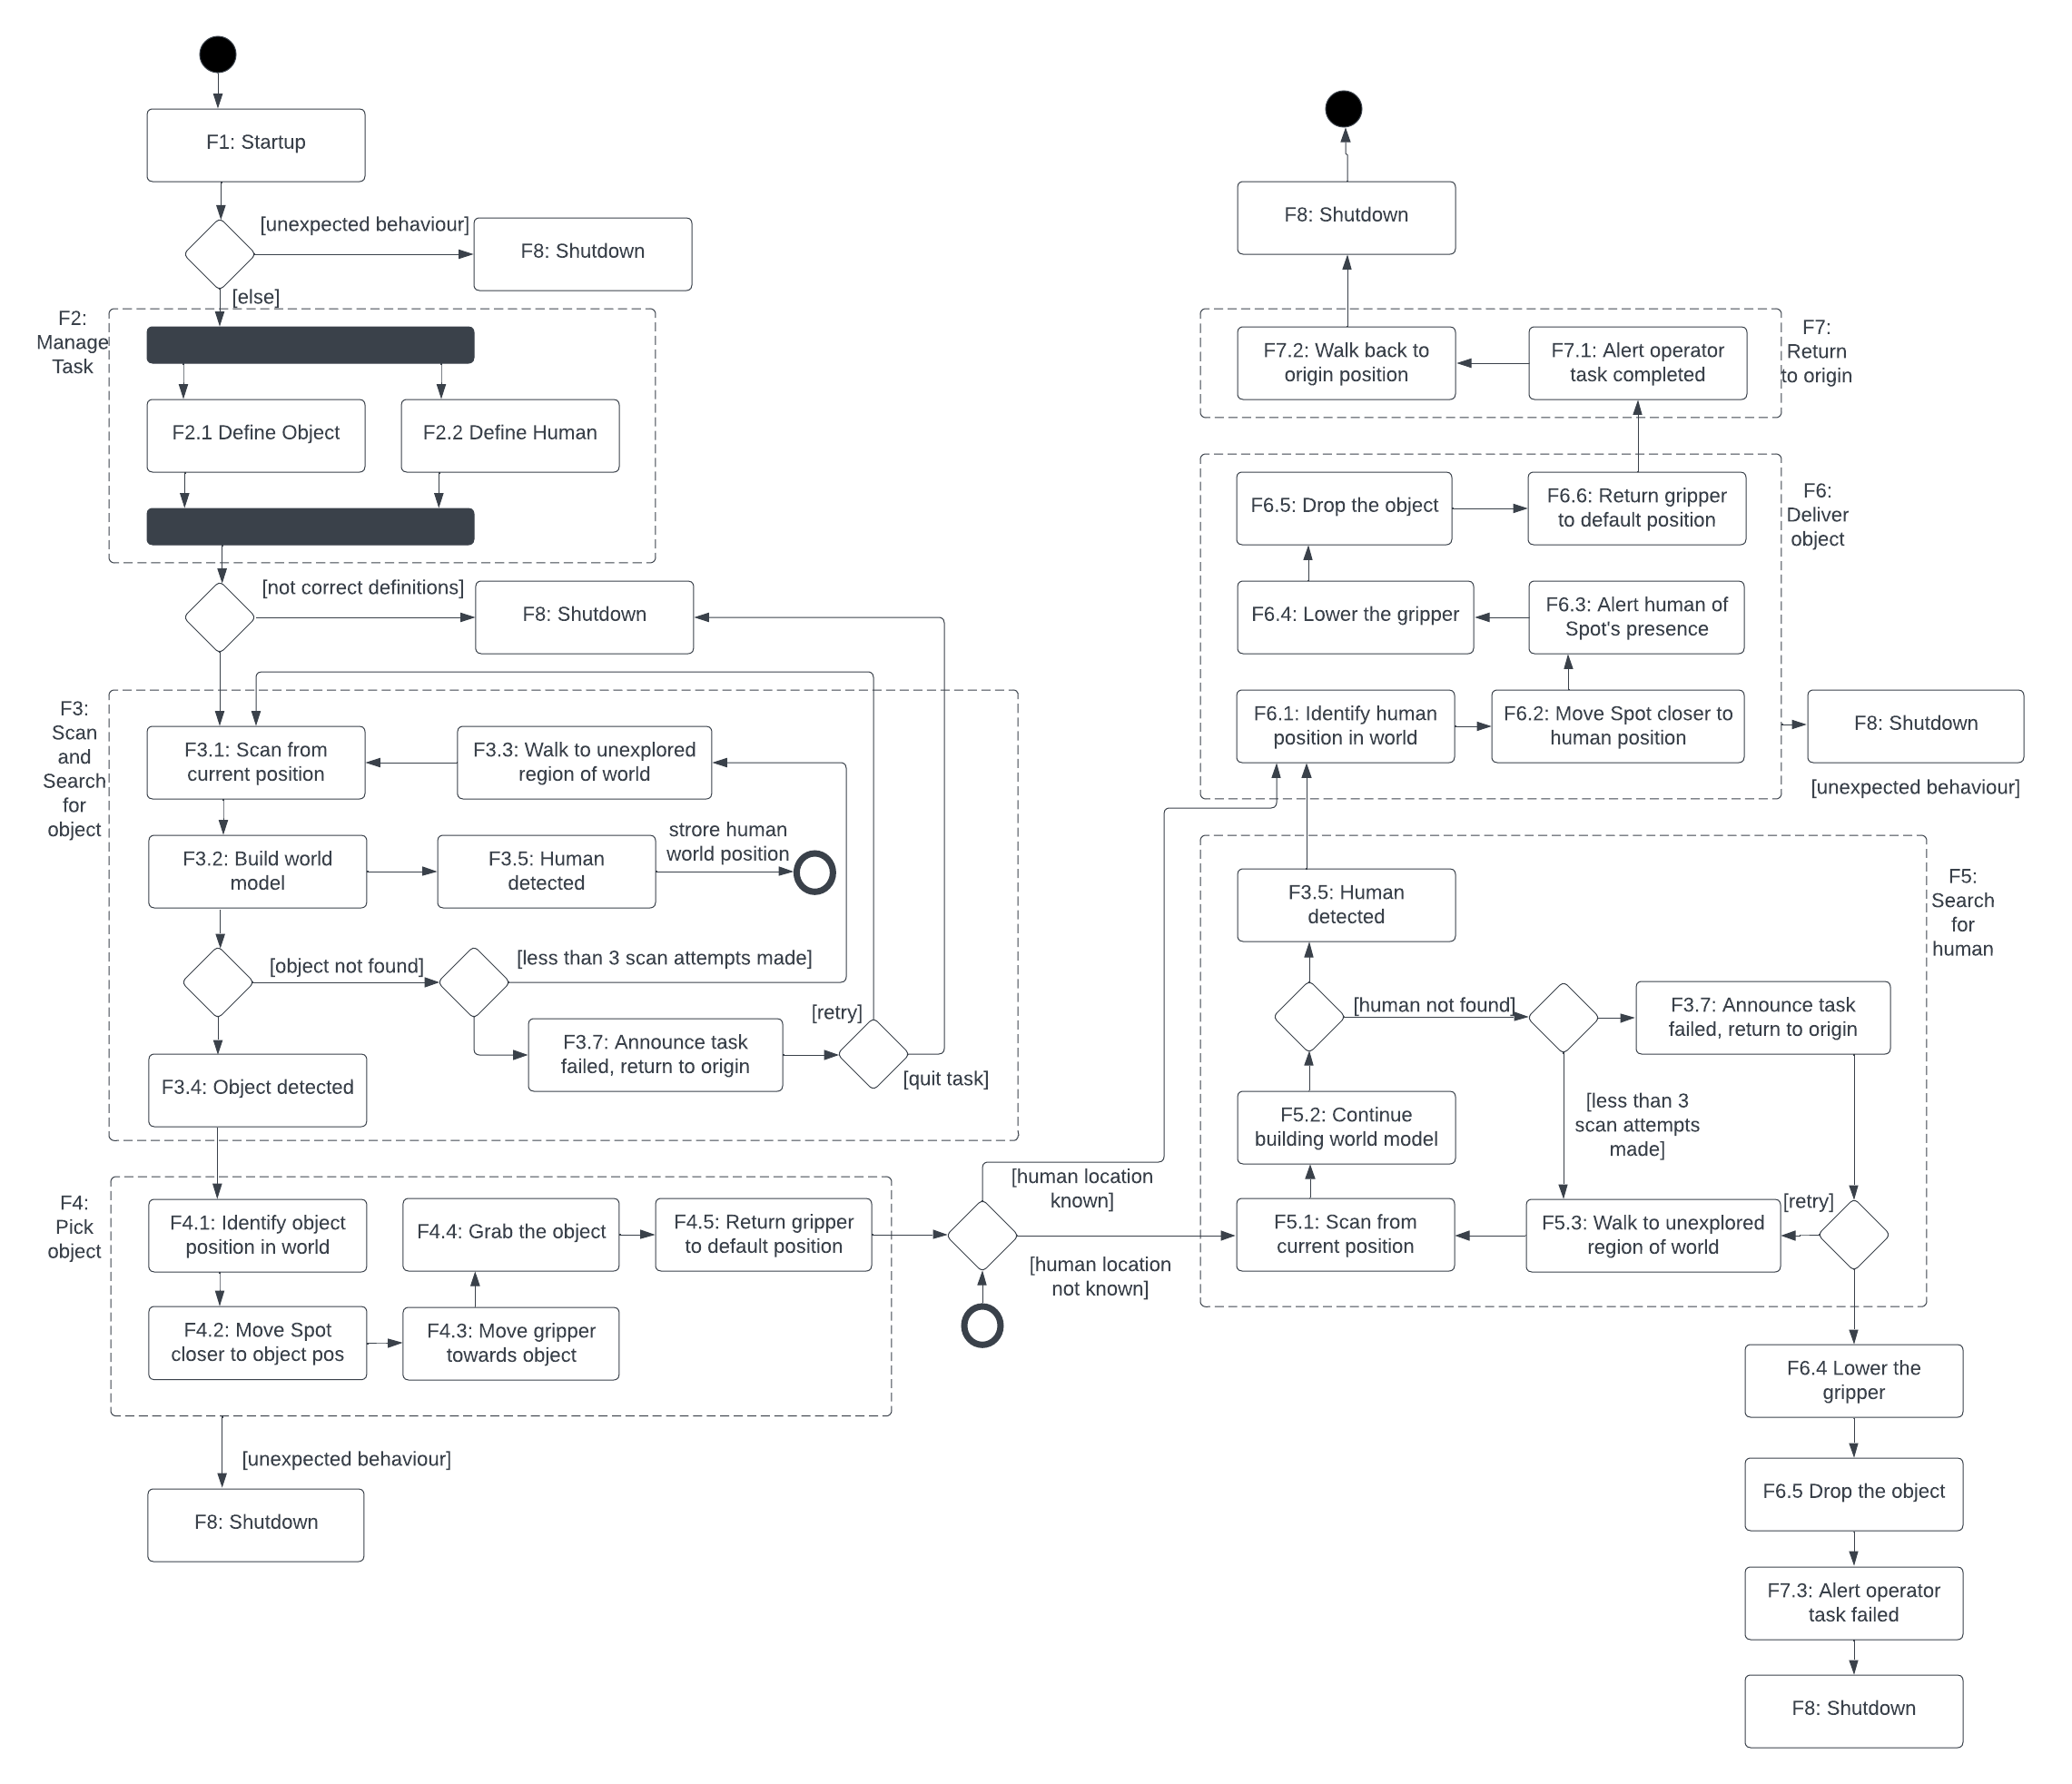 F1: Startup
[unexpected behaviour]
F8: Shutdown
[else]
F2:
Manage
Task
F2.1 Define Object
F2.2 Define Human
[not correct definitions]
F8: Shutdown
F3:
Scan
and
Search
for
object
F3.1: Scan from
current position
F3.3: Walk to unexplored
region of world
F3.2: Build world
model
F3.5: Human
detected
strore human
world position
[object not found]
[less than 3 scan attempts made]
[retry]
F3.7: Announce task
failed, return to origin
[quit task]
F3.4: Object detected
F4:
Pick
object
F4.1: Identify object
position in world
F4.4: Grab the object
F4.5: Return gripper
to default position
F4.2: Move Spot
closer to object pos
F4.3: Move gripper
towards object
[unexpected behaviour]
F8: Shutdown
[human location
known]
[human location
not known]
F8: Shutdown
F7.2: Walk back to
origin position
F7.1: Alert operator
task completed
F7:
Return
to origin
F6.5: Drop the object
F6.6: Return gripper
to default position
F6:
Deliver
object
F6.4: Lower the gripper
F6.3: Alert human of
Spot's presence
F6.1: Identify human
position in world
F6.2: Move Spot closer to
human position
F8: Shutdown
[unexpected behaviour]
F3.5: Human
detected
F5:
Search
for
human
[human not found]
F3.7: Announce task
failed, return to origin
F5.2: Continue
building world model
[less than 3
scan attempts
made]
F5.1: Scan from
current position
F5.3: Walk to unexplored
region of world
[retry]
F6.4 Lower the
gripper
F6.5 Drop the object
F7.3: Alert operator
task failed
F8: Shutdown